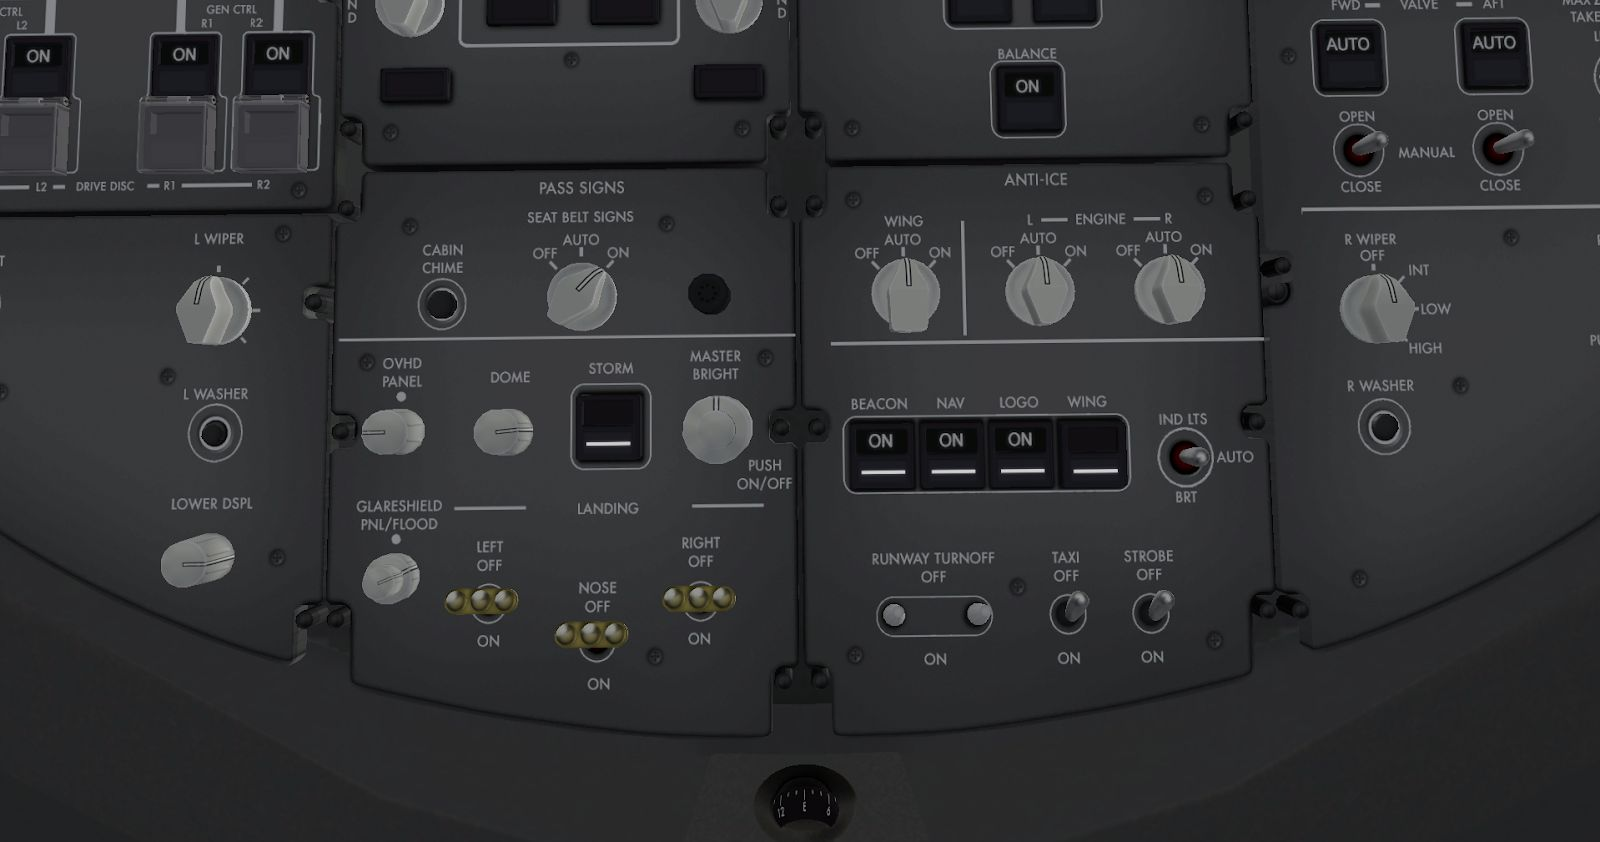 CTRL
L2
ON
GEN CTRL
R1 R2
ON
ON
L2 DRIVE DISC R1 R2
BALANCE
ON
FWD VALVE AFT
TAKE
AUTO
AUTO
OPEN
OPEN
MANUAL
CLOSE
CLOSE
L WIPER
L WASHER
LOWER DSPL
PASS SIGNS
SEAT BELT SIGNS
AUTO
OFF ON
CABIN
CHIME
OVHD
PANEL
DOME
STORM
MASTER
BRIGHT
PUSH
ON/OFF
GLARESHIELD
PNL/FLOOD
LANDING
LEFT
OFF
ON
NOSE
OFF
ON
RIGHT
OFF
ON
ANTI-ICE
WING
AUTO
OFF ON
L ENGINE R
AUTO
OFF ON
AUTO
OFF ON
BEACON NAV LOGO WING
ON ON ON
IND LTS
AUTO
BRT
RUNWAY TURNOFF
OFF
ON
TAXI
OFF
ON
STROBE
OFF
ON
R WIPER
OFF
INT
LOW
HIGH
R WASHER
12 E 6